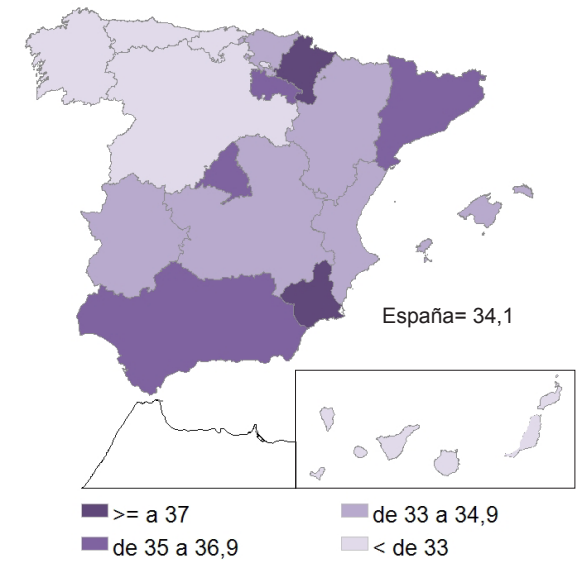 España= 34,1
>= a 37
de 33 a 34,9
de 35 a 36,9
< de 33